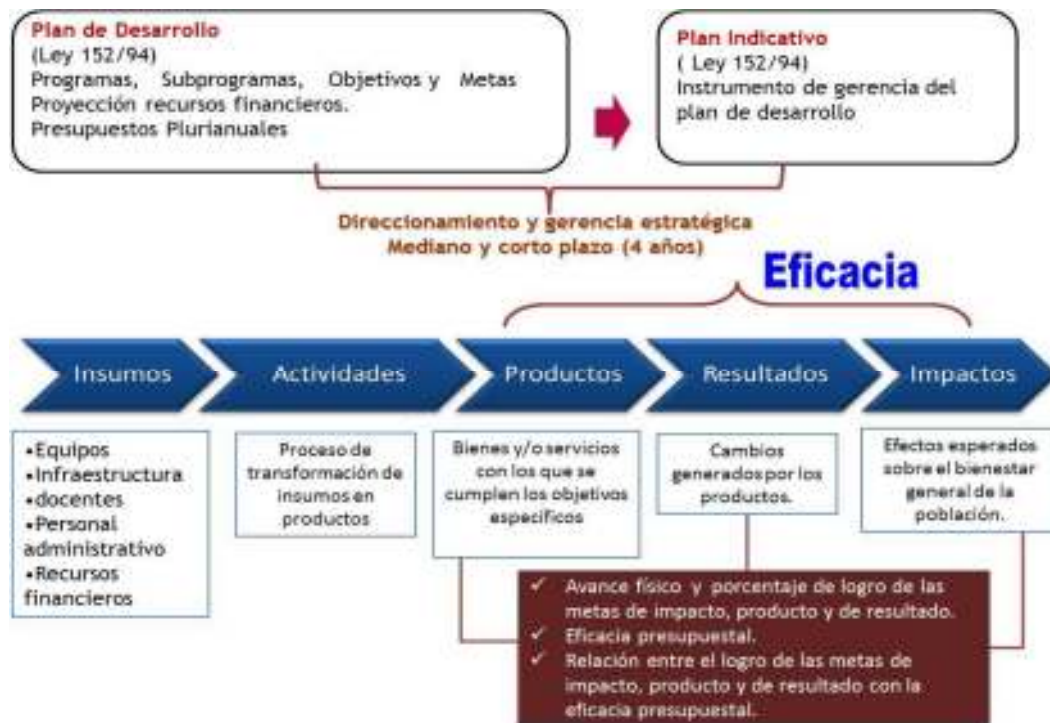 Plan de Desarrollo
(Ley 152/94)
Programas, Subprogramas, Objetivos y Metas
Proyección recursos financieros.
Presupuestos Plurianuales
Plan Indicativo
( Ley 152/94)
Instrumento de gerencia del
plan de desarrollo
Direccionamiento y gerencia estratégica
Mediano y corto plazo (4 años)
Eficacia
Insumos
Actividades
Productos
Resultados
Impactos
•Equipos
•Infraestructura
•docentes
•Personal
administrativo
•Recursos
financieros
Proceso de
transformación de
insumos en
productos
Bienes y/o servicios
con los que se
cumplen los objetivos
específicos
Cambios
generados por los
productos.
Efectos esperados
sobre el bienestar
general de la
población.
✓ Avance físico y porcentaje de logro de las
metas de impacto, producto y de resultado.
✓ Eficacia presupuestal.
✓ Relación entre el logro de las metas de
impacto, producto y de resultado con la
eficacia presupuestal.